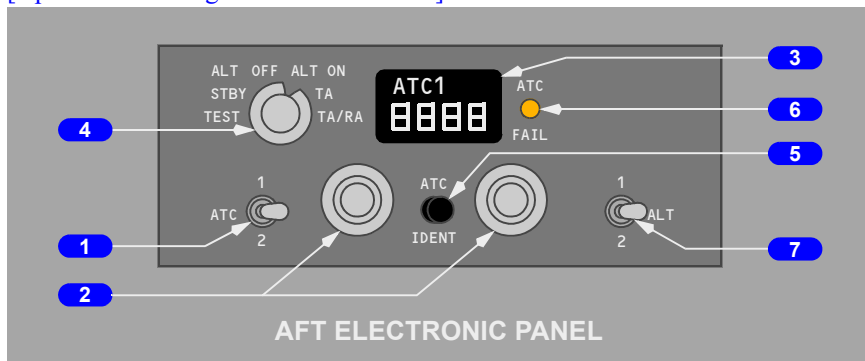 ALT OFF ALT ON
STBY
TA
TEST
TA/RA
ATC1
8888
ATC
FAIL
3
6
4
5
1
ATC
2
ATC
IDENT
1
ALT
2
1
2
7
AFT ELECTRONIC PANEL